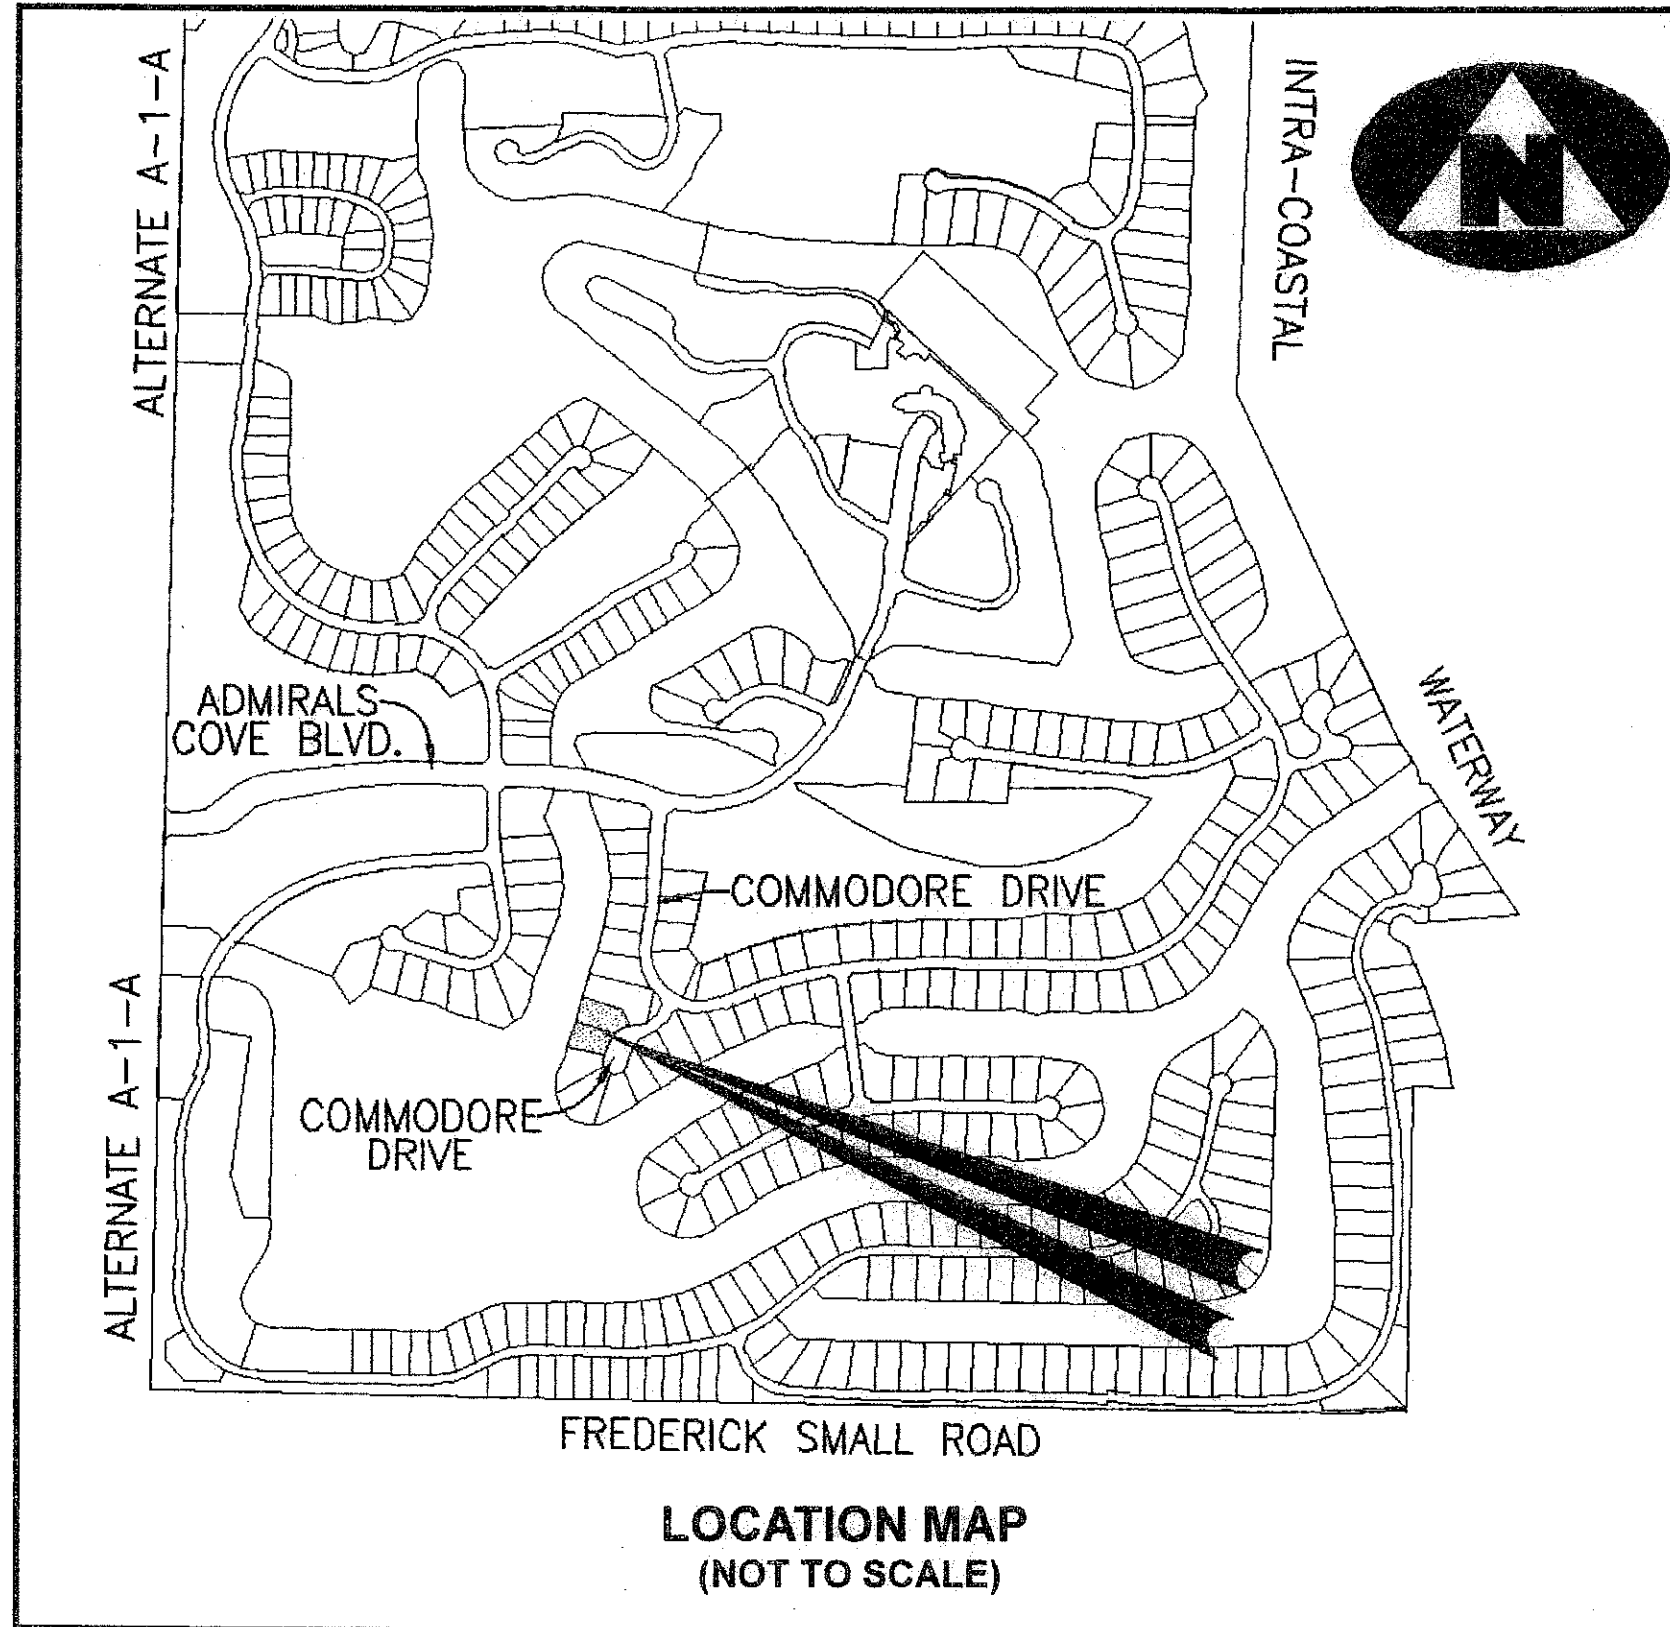 ALTERNATE A-1-A
INTRA-COASTAL
N
ADMIRALS
COVE BLVD.
WATERWAY
COMMODORE DRIVE
ALTERNATE A-1-A
COMMODORE
DRIVE
FREDERICK SMALL ROAD
LOCATION MAP
(NOT TO SCALE)